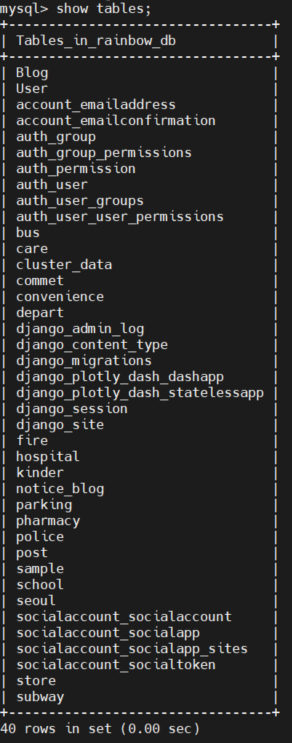 mysql> show tables;
+---------------------------------+
| Tables_in_rainbow_db            |
+---------------------------------+
| Blog                            |
| User                            |
| account_emailaddress            |
| account_emailconfirmation       |
| auth_group                      |
| auth_group_permissions          |
| auth_permission                 |
| auth_user                       |
| auth_user_groups                |
| auth_user_user_permissions      |
| bus                             |
| care                            |
| cluster_data                    |
| commet                          |
| convenience                     |
| depart                          |
| django_admin_log                |
| django_content_type             |
| django_migrations               |
| django_plotly_dash_dashapp      |
| django_plotly_dash_statelessapp |
| django_session                  |
| django_site                     |
| fire                            |
| hospital                        |
| kinder                          |
| notice_blog                     |
| parking                         |
| pharmacy                        |
| police                          |
| post                            |
| sample                          |
| school                          |
| seoul                           |
| socialaccount_socialaccount     |
| socialaccount_socialapp         |
| socialaccount_socialapp_sites   |
| socialaccount_socialtoken       |
| store                           |
| subway                          |
+---------------------------------+
40 rows in set (0.00 sec)